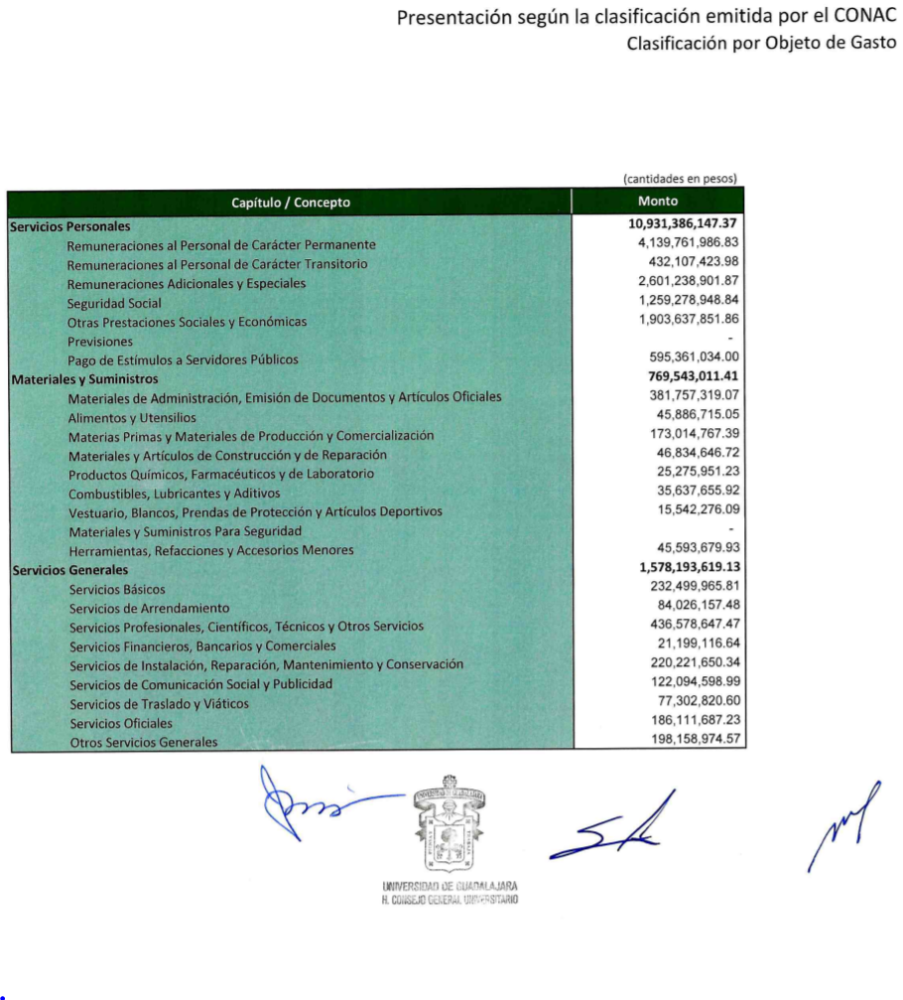 Presentación según la clasificación emitida por el CONAC
Clasificación por Objeto de Gasto
(cantidades en pesos)
Capítulo / Concepto Monto
Servicios Personales 10,931,386,147.37
Remuneraciones al Personal de Carácter Permanente 4,139,761,986.83
Remuneraciones al Personal de Carácter Transitorio 432,107,423.98
Remuneraciones Adicionales y Especiales 2,601,238,901.87
Seguridad Social 1,259,278,948.84
Otras Prestaciones Sociales y Económicas 1,903,637,851.86
Previsiones -
Pago de Estímulos a Servidores Públicos 595,361,034.00
Materiales y Suministros 769,543,011.41
Materiales de Administración, Emisión de Documentos y Artículos Oficiales 381,757,319.07
Alimentos y Utensilios 45,886,715.05
Materias Primas y Materiales de Producción y Comercialización 173,014,767.39
Materiales y Artículos de Construcción y de Reparación 46,834,646.72
Productos Químicos, Farmacéuticos y de Laboratorio 25,275,951.23
Combustibles, Lubricantes y Aditivos 35,637,655.92
Vestuario, Blancos, Prendas de Protección y Artículos Deportivos 15,542,276.09
Materiales y Suministros Para Seguridad -
Herramientas, Refacciones y Accesorios Menores 45,593,679.93
Servicios Generales 1,578,193,619.13
Servicios Básicos 232,499,965.81
Servicios de Arrendamiento 84,026,157.48
Servicios Profesionales, Científicos, Técnicos y Otros Servicios 436,578,647.47
Servicios Financieros, Bancarios y Comerciales 21,199,116.64
Servicios de Instalación, Reparación, Mantenimiento y Conservación 220,221,650.34
Servicios de Comunicación Social y Publicidad 122,094,598.99
Servicios de Traslado y Viáticos 77,302,820.60
Servicios Oficiales 186,111,687.23
Otros Servicios Generales 198,158,974.57
UNIVERSIDAD DE GUADALAJARA
H. CONSEJO GENERAL UNIVERSITARIO